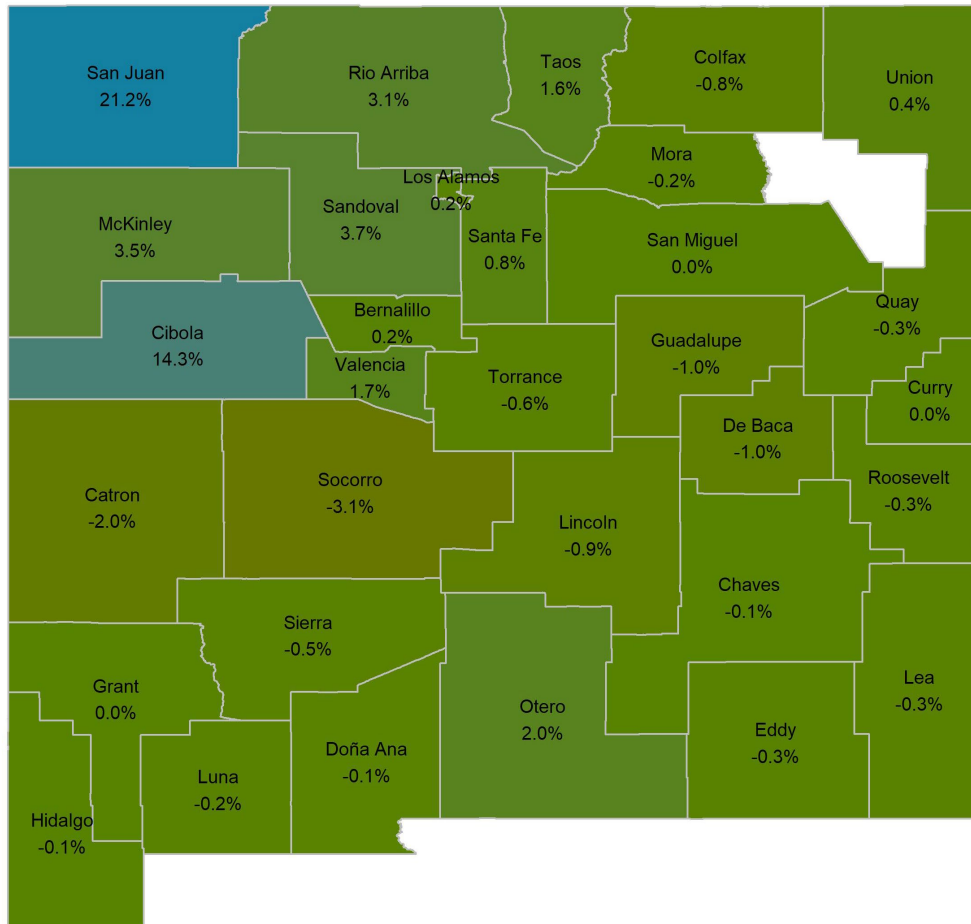 San Juan
21.2%
Rio Arriba
3.1%
Taos
1.6%
Colfax
-0.8%
Union
0.4%
Mora
-0.2%
Los Alamos
0.2%
McKinley
3.5%
Sandoval
3.7%
Santa Fe
0.8%
San Miguel
0.0%
Quay
-0.3%
Cibola
14.3%
Bernalillo
0.2%
Valencia
1.7%
Torrance
-0.6%
Guadalupe
-1.0%
Curry
0.0%
De Baca
-1.0%
Roosevelt
-0.3%
Catron
-2.0%
Socorro
-3.1%
Lincoln
-0.9%
Chaves
-0.1%
Sierra
-0.5%
Grant
0.0%
Otero
2.0%
Lea
-0.3%
Eddy
-0.3%
Doña Ana
-0.1%
Luna
-0.2%
Hidalgo
-0.1%